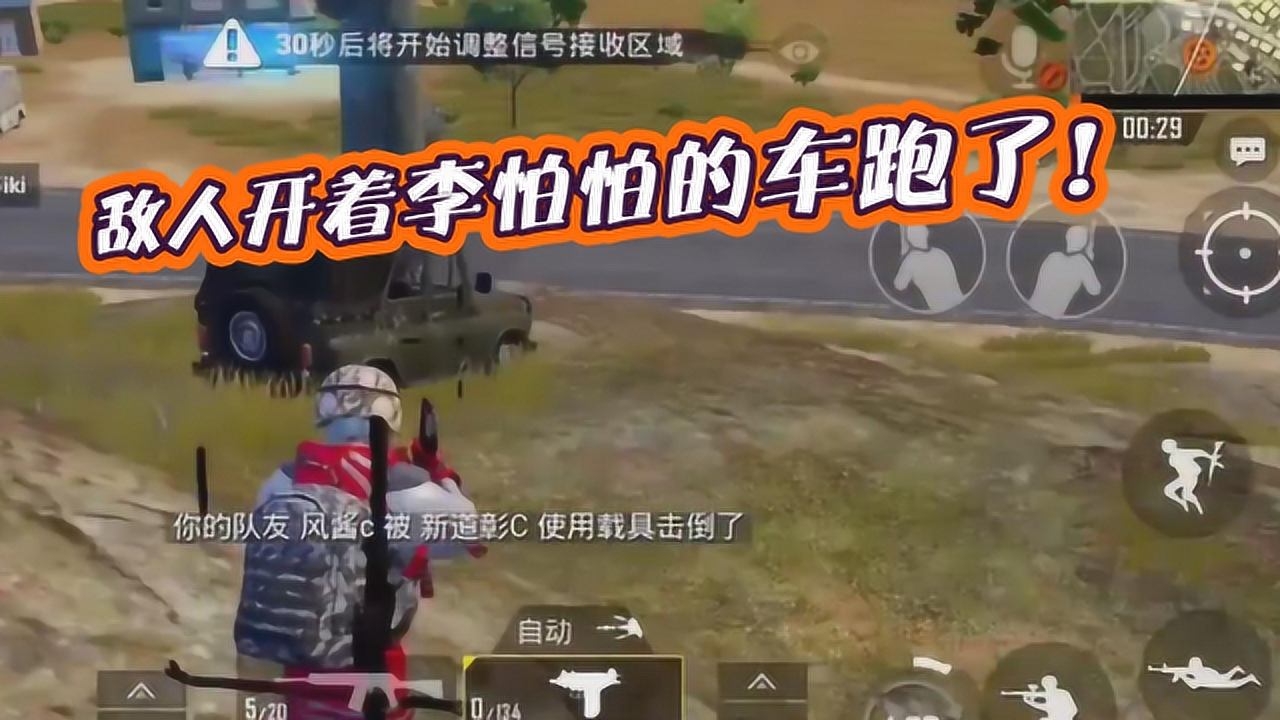 30秒后将开始调整信号接收区域
00:29
敌人开着李怕怕的车跑了!
你的队友 风酱c 被 新道彰C 使用载具击倒了
自动
5/20
0/134